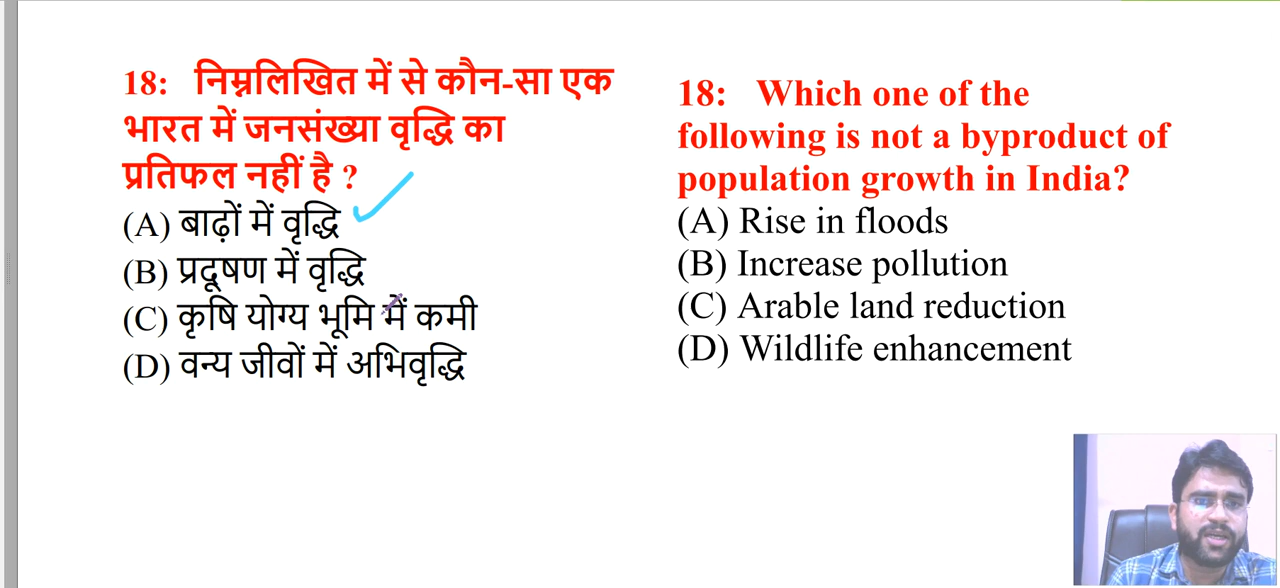 18: निम्नलिखित में से कौन-सा एक
भारत में जनसंख्या वृद्धि का
प्रतिफल नहीं है ?
(A) बाढ़ों में वृद्धि
(B) प्रदूषण में वृद्धि
(C) कृषि योग्य भूमि में कमी
(D) वन्य जीवों में अभिवृद्धि
18: Which one of the
following is not a byproduct of
population growth in India?
(A) Rise in floods
(B) Increase pollution
(C) Arable land reduction
(D) Wildlife enhancement